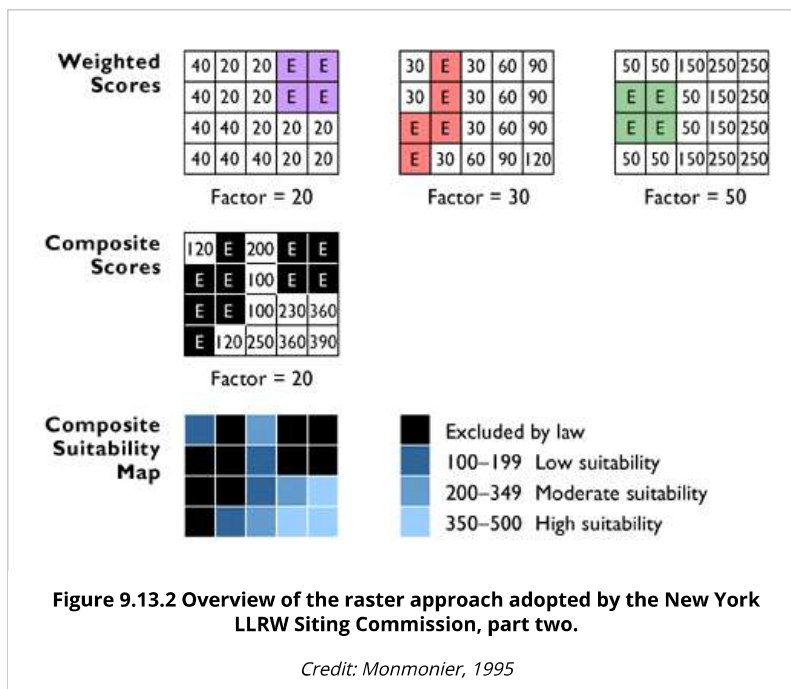 Weighted Scores
40 20 20 E E
40 20 20 E E
40 40 20 20 20
40 40 40 20 20
Factor = 20
30 E 30 60 90
30 E 30 60 90
E E 30 60 90
E 30 60 90 120
Factor = 30
50 50 150 250 250
E E 50 150 250
E E 50 150 250
50 50 150 250 250
Factor = 50
Composite Scores
120 E 200 E E
E E 100 E E
E E 100 230 360
E 120 250 360 390
Factor = 20
Composite Suitability Map
Excluded by law
100–199 Low suitability
200–349 Moderate suitability
350–500 High suitability
Figure 9.13.2 Overview of the raster approach adopted by the New York
LLRW Siting Commission, part two.
Credit: Monmonier, 1995